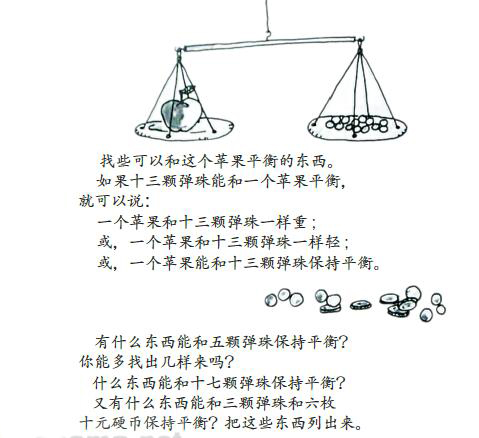 找些可以和这个苹果平衡的东西。
如果十三颗弹珠能和一个苹果平衡，
就可以说：
一个苹果和十三颗弹珠一样重；
或，一个苹果和十三颗弹珠一样轻；
或，一个苹果能和十三颗弹珠保持平衡。
有什么东西能和五颗弹珠保持平衡？
你能多找出几样来吗？
什么东西能和十七颗弹珠保持平衡？
又有什么东西能和三颗弹珠和六枚
十元硬币保持平衡？把这些东西列出来。